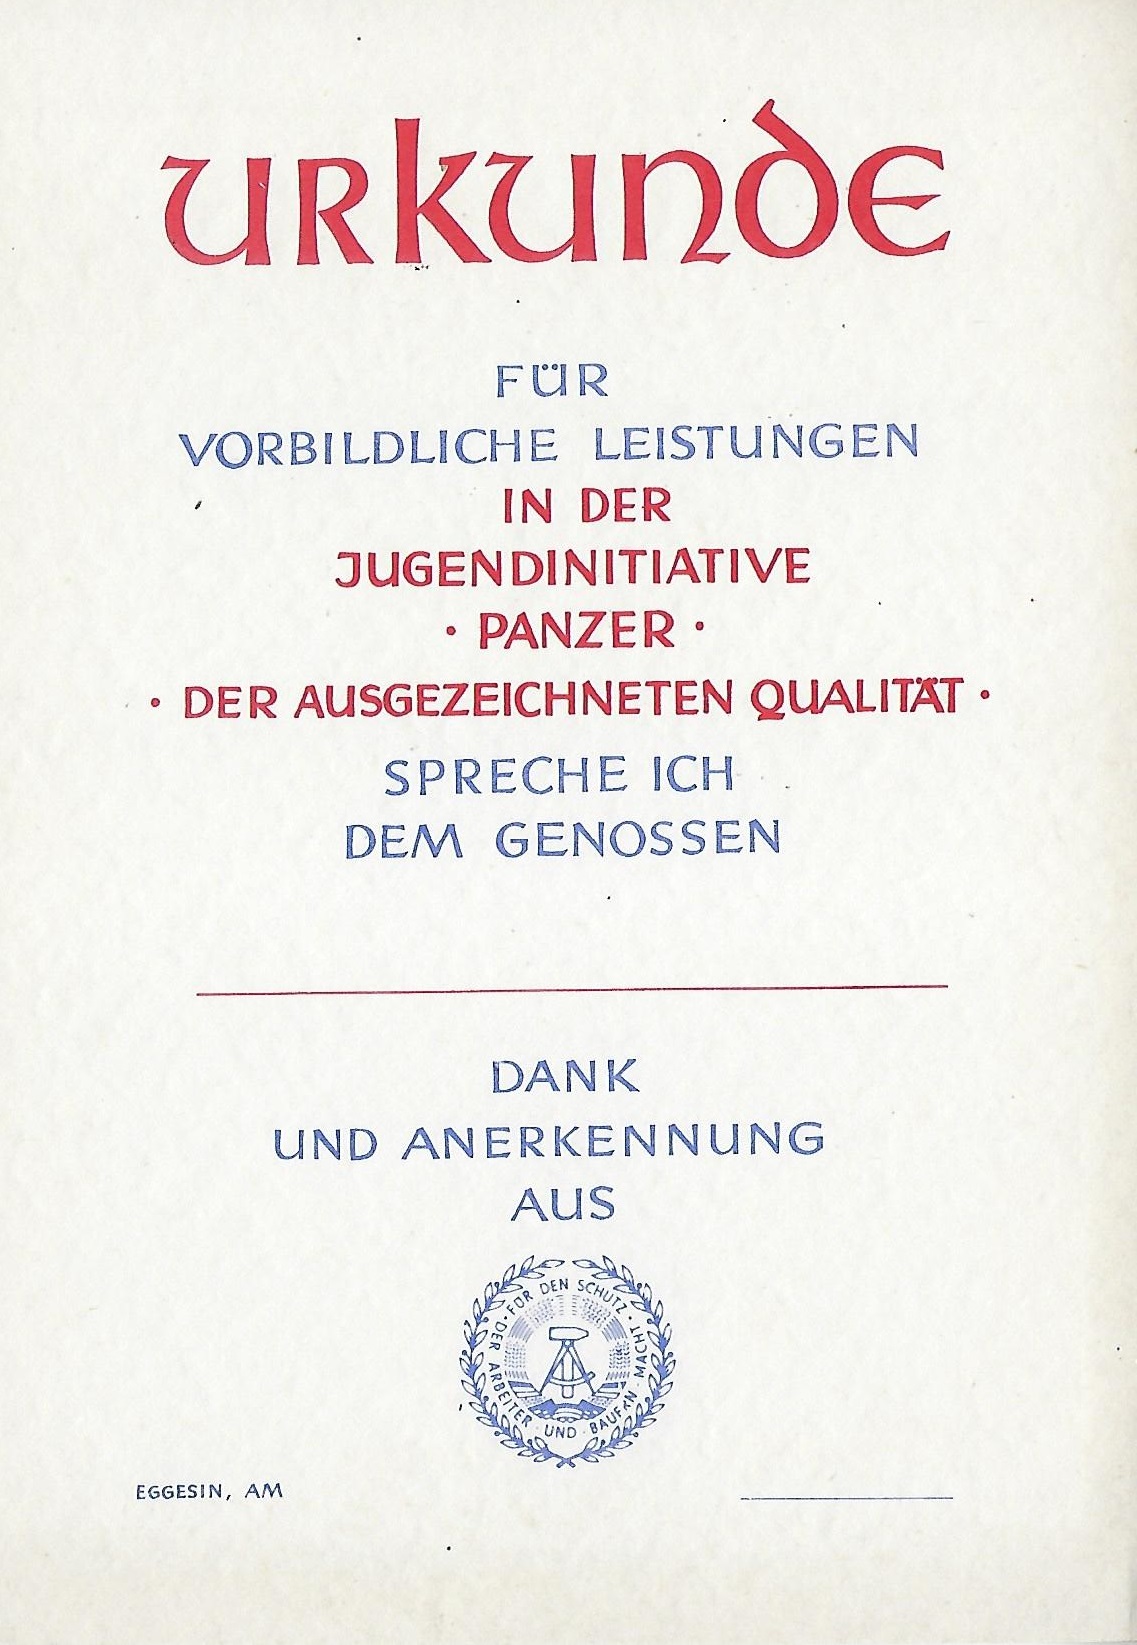 URKUNDE
FÜR
VORBILDLICHE LEISTUNGEN
IN DER
JUGENDINITIATIVE
· PANZER ·
· DER AUSGEZEICHNETEN QUALITÄT ·
SPRECHE ICH
DEM GENOSSEN
DANK
UND ANERKENNUNG
AUS
FÜR DEN SCHUTZ · DER ARBEITER · UND · BAUERN · MACHT
EGGESIN, AM